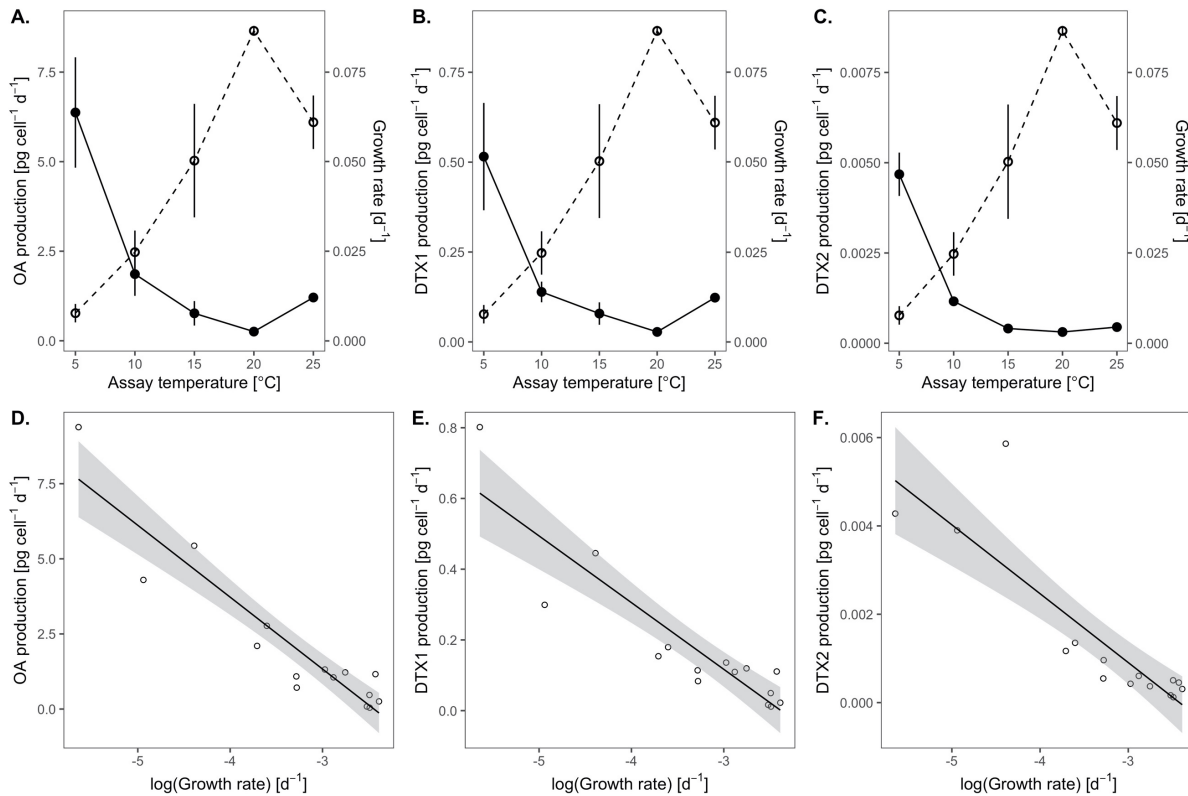 A.
OA production [pg cell⁻¹ d⁻¹]
7.5
5.0
2.5
0.0
0.075
0.050
0.025
0.000
Growth rate [d⁻¹]
5 10 15 20 25
Assay temperature [°C]
B.
DTX1 production [pg cell⁻¹ d⁻¹]
0.75
0.50
0.25
0.00
0.075
0.050
0.025
0.000
Growth rate [d⁻¹]
5 10 15 20 25
Assay temperature [°C]
C.
DTX2 production [pg cell⁻¹ d⁻¹]
0.0075
0.0050
0.0025
0.0000
0.075
0.050
0.025
0.000
Growth rate [d⁻¹]
5 10 15 20 25
Assay temperature [°C]
D.
OA production [pg cell⁻¹ d⁻¹]
7.5
5.0
2.5
0.0
-5 -4 -3
log(Growth rate) [d⁻¹]
E.
DTX1 production [pg cell⁻¹ d⁻¹]
0.8
0.6
0.4
0.2
0.0
-5 -4 -3
log(Growth rate) [d⁻¹]
F.
DTX2 production [pg cell⁻¹ d⁻¹]
0.006
0.004
0.002
0.000
-5 -4 -3
log(Growth rate) [d⁻¹]